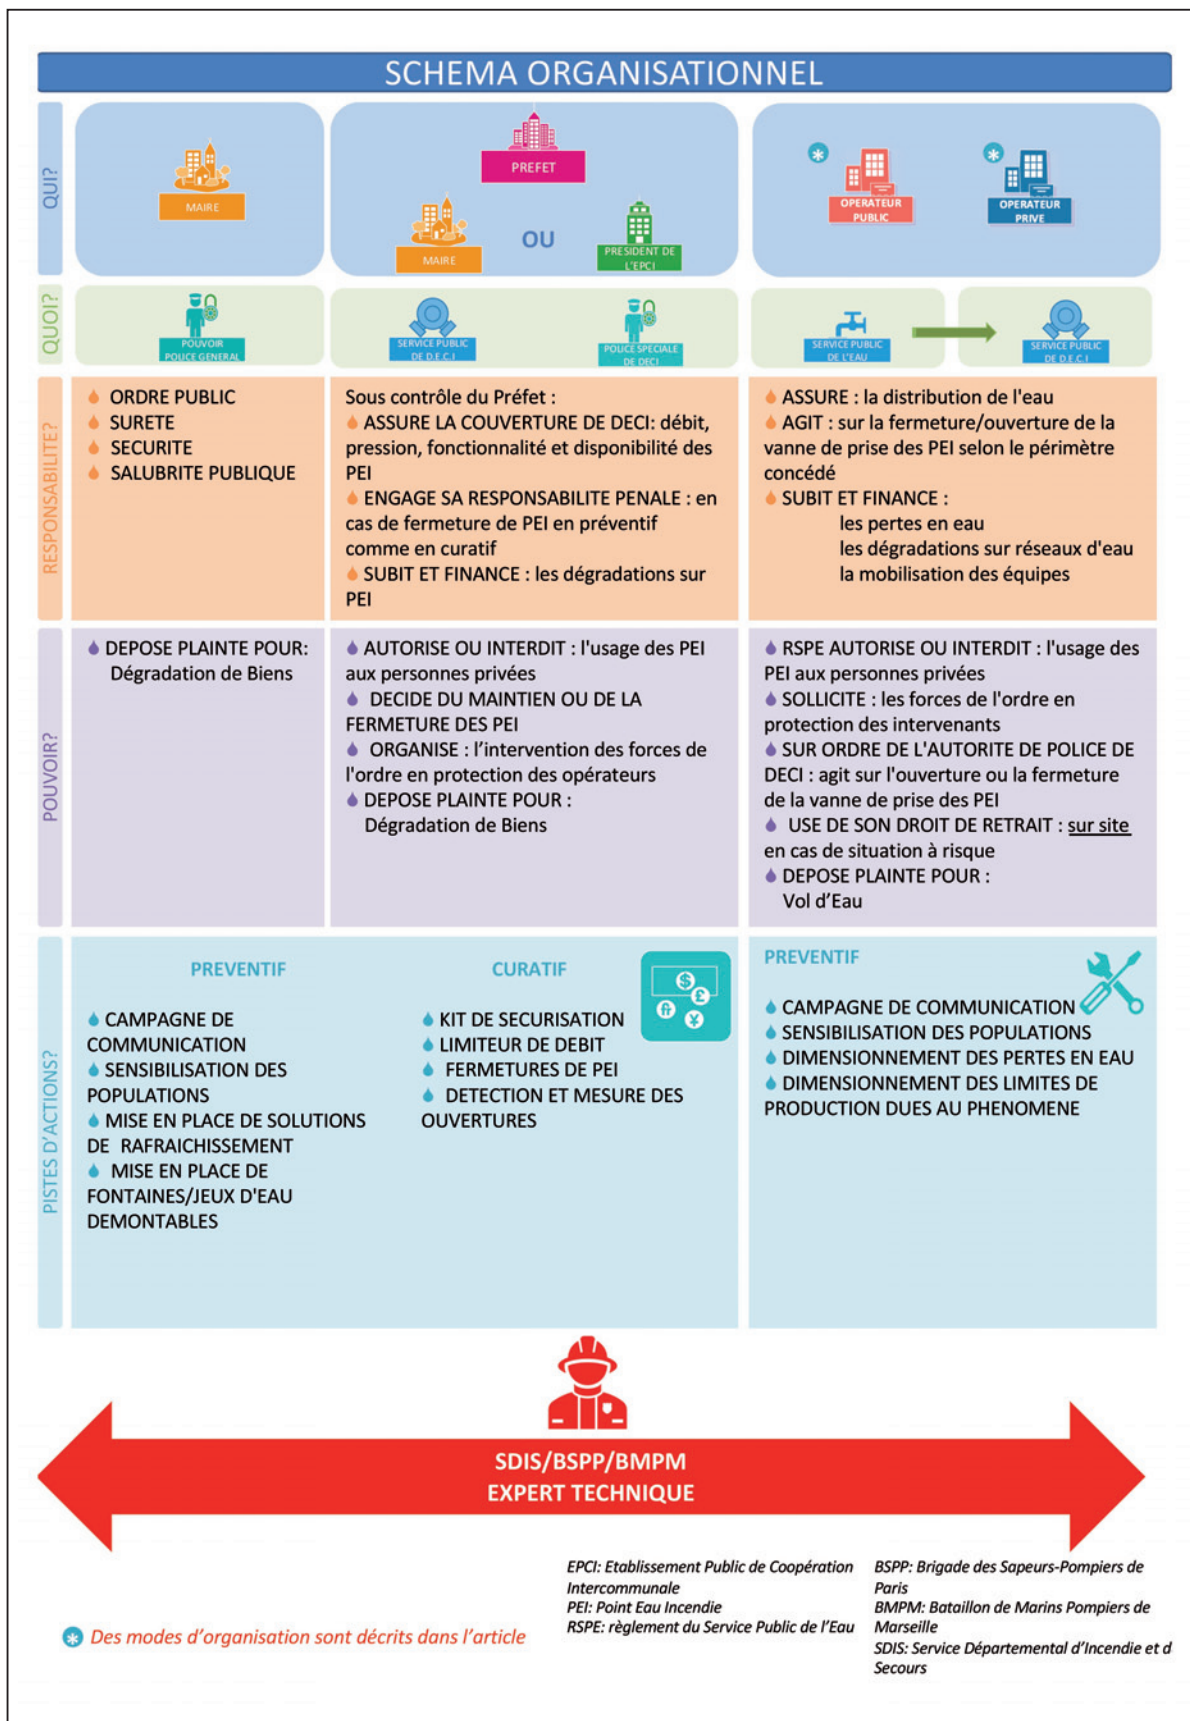 SCHEMA ORGANISATIONNEL
QUI?
MAIRE
PREFET
MAIRE
OU
PRESIDENT DE
L'EPCI
OPERATEUR
PUBLIC
OPERATEUR
PRIVE
QUOI?
POUVOIR
POLICE GENERAL
SERVICE PUBLIC
DE D.E.C.I
POLICE SPECIALE
DE DECI
SERVICE PUBLIC
DE L'EAU
SERVICE PUBLIC
DE D.E.C.I
RESPONSABILITE?
ORDRE PUBLIC
SURETE
SECURITE
SALUBRITE PUBLIQUE
Sous contrôle du Préfet :
ASSURE LA COUVERTURE DE DECI: débit,
pression, fonctionnalité et disponibilité des
PEI
ENGAGE SA RESPONSABILITE PENALE : en
cas de fermeture de PEI en préventif
comme en curatif
SUBIT ET FINANCE : les dégradations sur
PEI
ASSURE : la distribution de l'eau
AGIT : sur la fermeture/ouverture de la
vanne de prise des PEI selon le périmètre
concédé
SUBIT ET FINANCE :
les pertes en eau
les dégradations sur réseaux d'eau
la mobilisation des équipes
POUVOIR?
DEPOSE PLAINTE POUR:
Dégradation de Biens
AUTORISE OU INTERDIT : l'usage des PEI
aux personnes privées
DECIDE DU MAINTIEN OU DE LA
FERMETURE DES PEI
ORGANISE : l'intervention des forces de
l'ordre en protection des opérateurs
DEPOSE PLAINTE POUR :
Dégradation de Biens
RSPE AUTORISE OU INTERDIT : l'usage des
PEI aux personnes privées
SOLLICITE : les forces de l'ordre en
protection des intervenants
SUR ORDRE DE L'AUTORITE DE POLICE DE
DECI : agit sur l'ouverture ou la fermeture
de la vanne de prise des PEI
USE DE SON DROIT DE RETRAIT : sur site
en cas de situation à risque
DEPOSE PLAINTE POUR :
Vol d'Eau
PISTES D'ACTIONS?
PREVENTIF
CAMPAGNE DE
COMMUNICATION
SENSIBILISATION DES
POPULATIONS
MISE EN PLACE DE SOLUTIONS
DE RAFRAICHISSEMENT
MISE EN PLACE DE
FONTAINES/JEUX D'EAU
DEMONTABLES
CURATIF
KIT DE SECURISATION
LIMITEUR DE DEBIT
FERMETURES DE PEI
DETECTION ET MESURE DES
OUVERTURES
PREVENTIF
CAMPAGNE DE COMMUNICATION
SENSIBILISATION DES POPULATIONS
DIMENSIONNEMENT DES PERTES EN EAU
DIMENSIONNEMENT DES LIMITES DE
PRODUCTION DUES AU PHENOMENE
SDIS/BSPP/BMPM
EXPERT TECHNIQUE
EPCI: Etablissement Public de Coopération
Intercommunale
PEI: Point Eau Incendie
RSPE: règlement du Service Public de l'Eau
BSPP: Brigade des Sapeurs-Pompiers de
Paris
BMPM: Bataillon de Marins Pompiers de
Marseille
SDIS: Service Départemental d'Incendie et d
Secours
* Des modes d'organisation sont décrits dans l'article